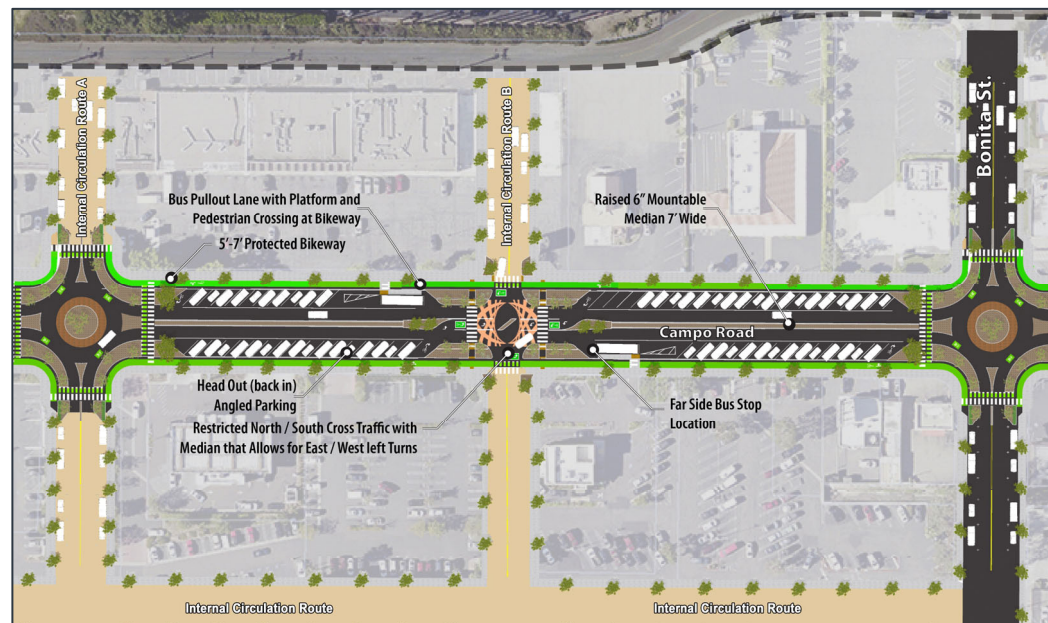 Internal Circulation Route A
Internal Circulation Route B
Bonita St.
Bus Pullout Lane with Platform and
Pedestrian Crossing at Bikeway
5'-7' Protected Bikeway
Raised 6" Mountable
Median 7' Wide
Campo Road
Head Out (back in)
Angled Parking
Restricted North / South Cross Traffic with
Median that Allows for East / West left Turns
Far Side Bus Stop
Location
Internal Circulation Route
Internal Circulation Route